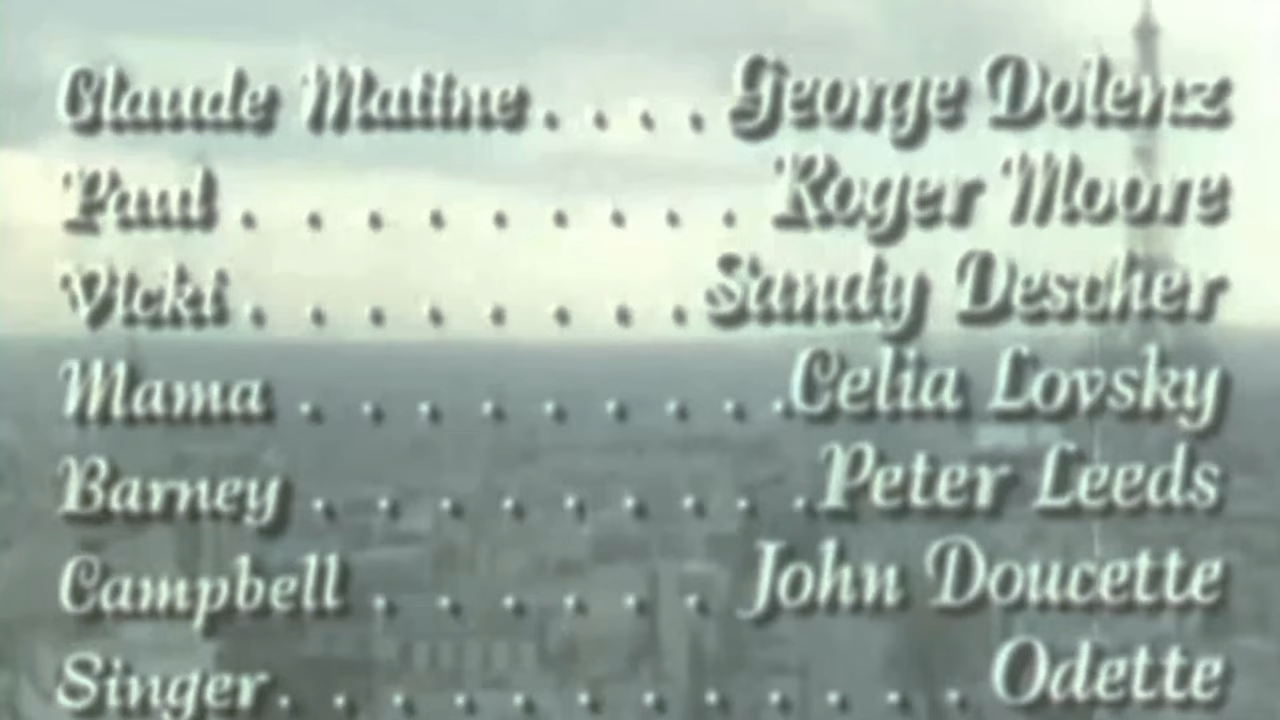 Claude Matine . . . . George Dolenz
Paul . . . . . . . . . Roger Moore
Vicki . . . . . . . . Sandy Descher
Mama . . . . . . . . . Celia Lovsky
Barney . . . . . . . . . Peter Leeds
Campbell . . . . . . John Doucette
Singer . . . . . . . . . . . . Odette